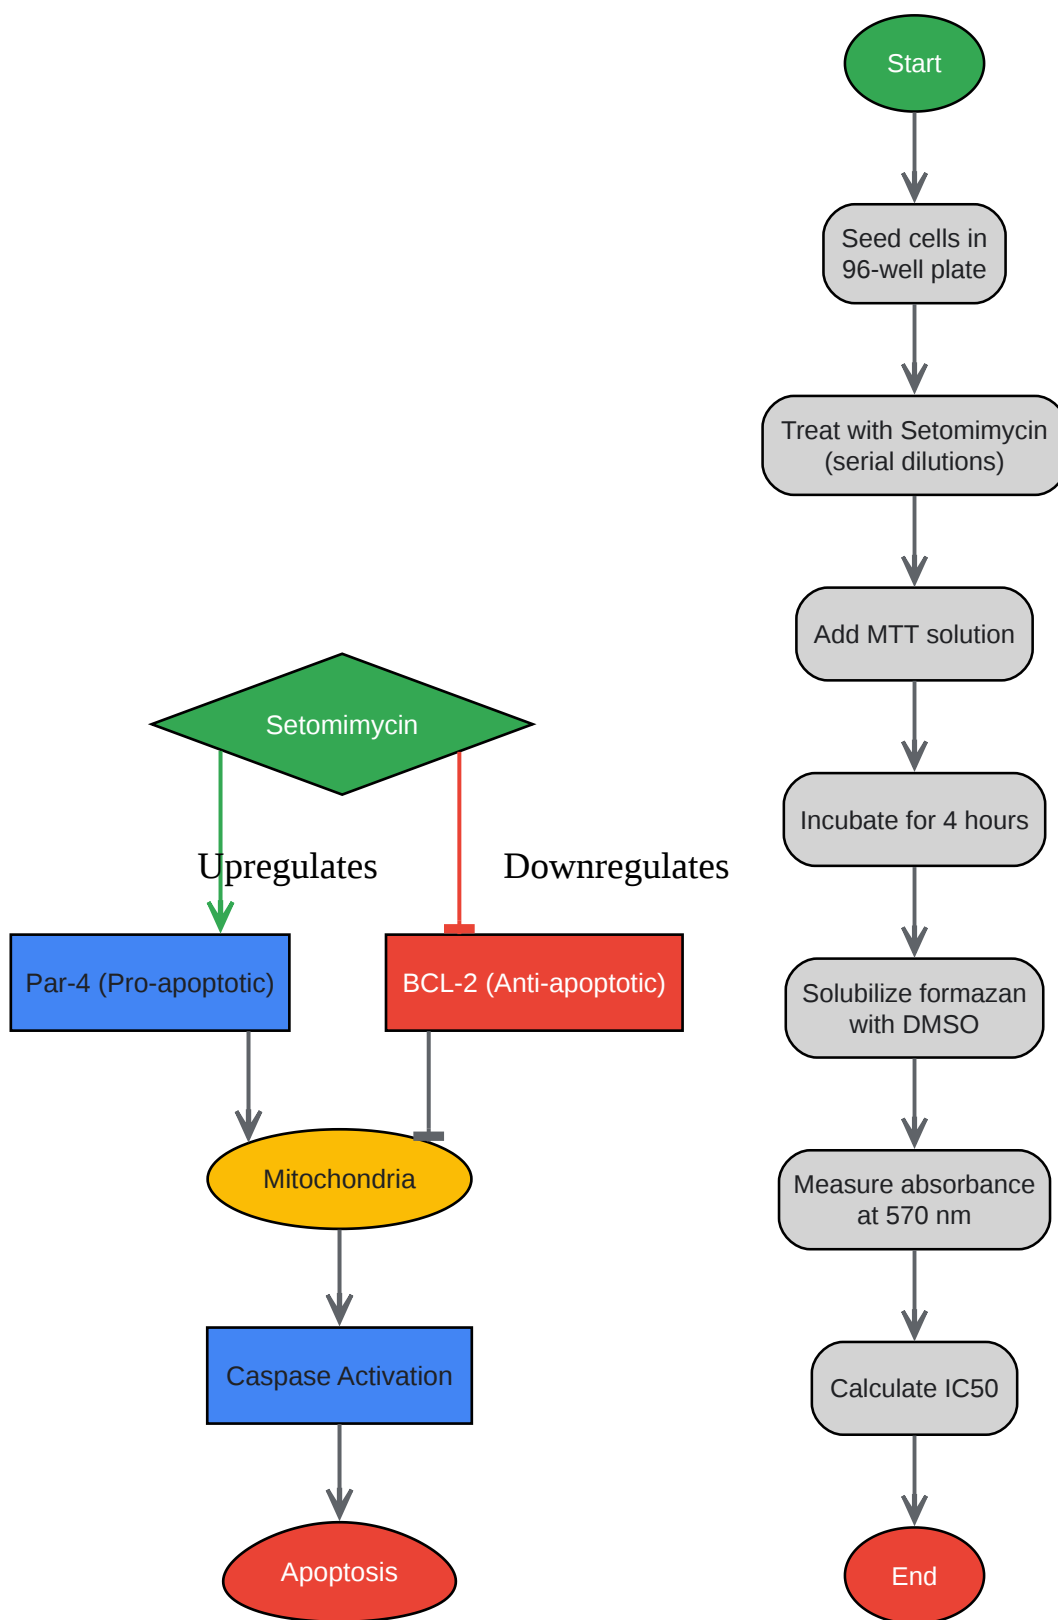 Start
Seed cells in
96-well plate
Treat with Setomimycin
(serial dilutions)
Add MTT solution
Incubate for 4 hours
Solubilize formazan
with DMSO
Measure absorbance
at 570 nm
Calculate IC50
End
Setomimycin
Upregulates
Downregulates
Par-4 (Pro-apoptotic)
BCL-2 (Anti-apoptotic)
Mitochondria
Caspase Activation
Apoptosis